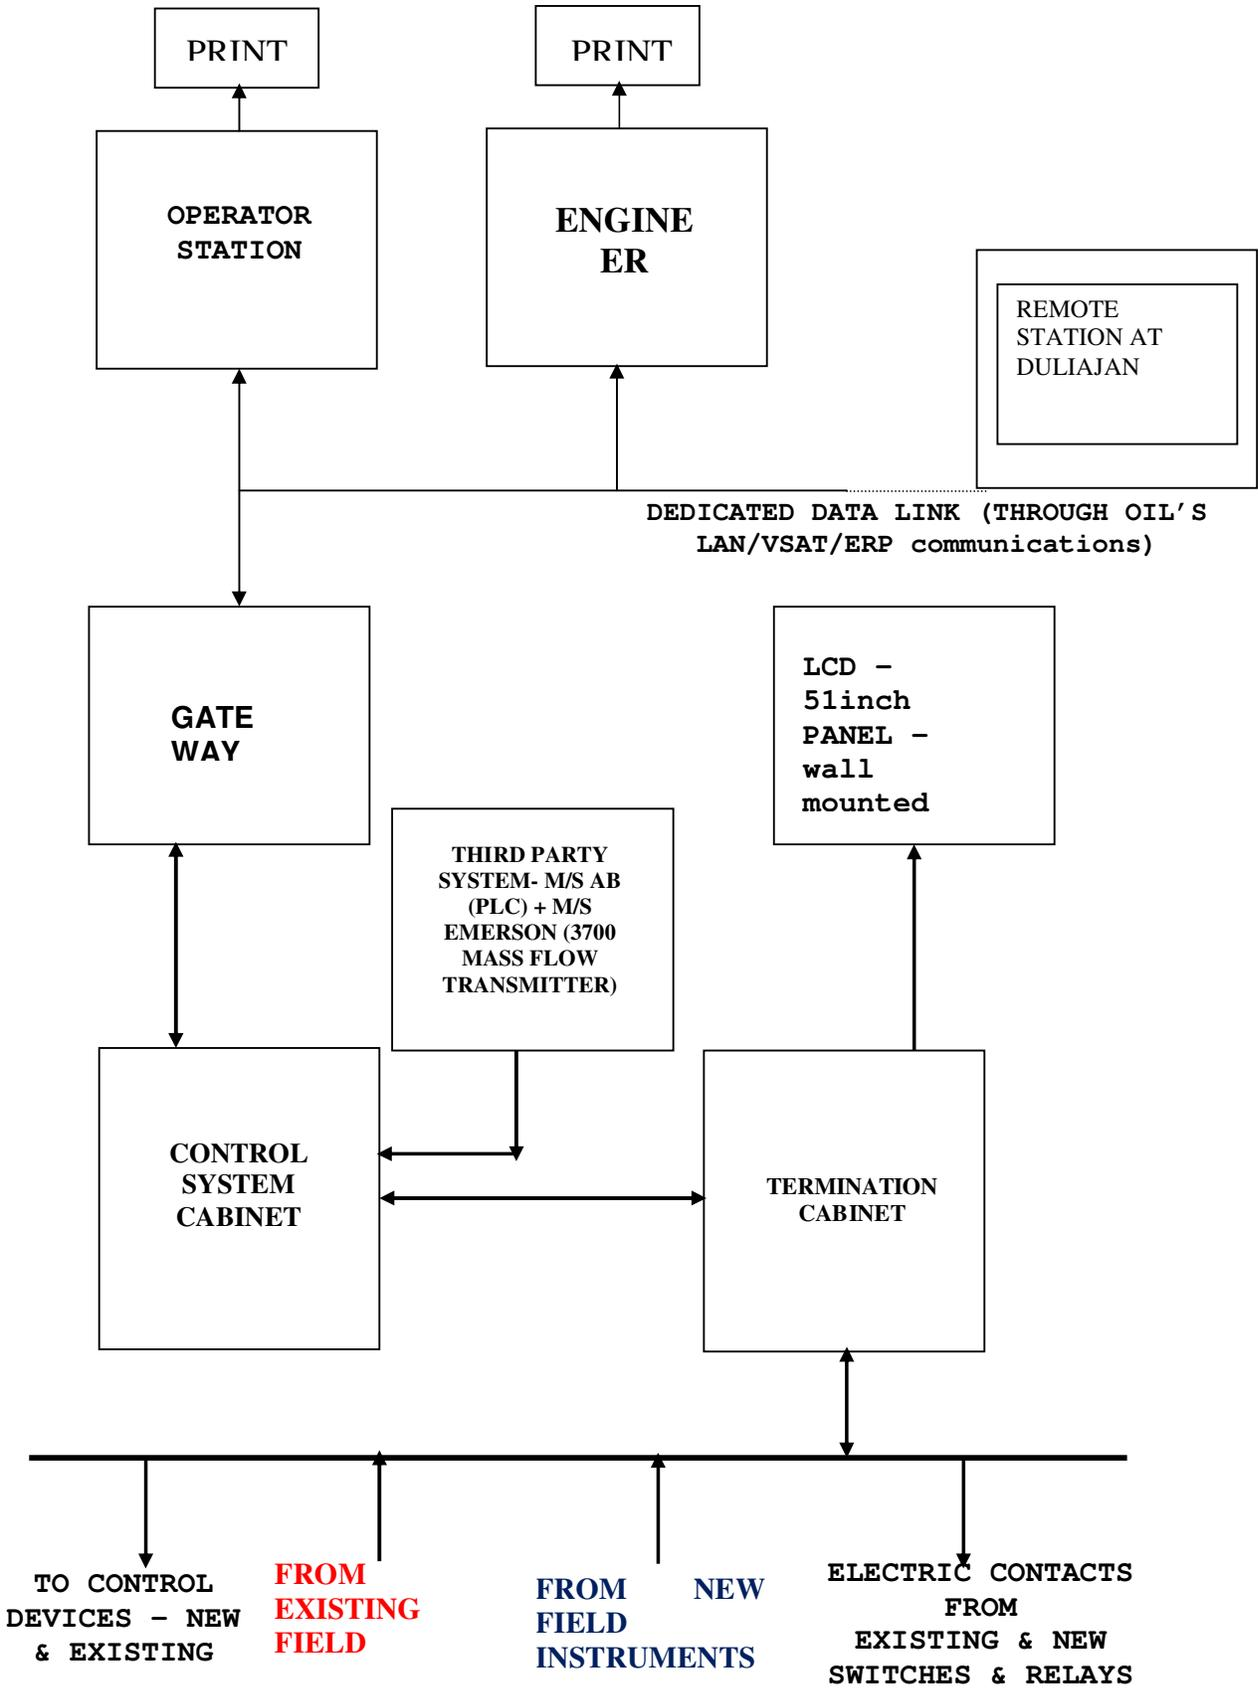 PRINT
PRINT
OPERATOR
STATION
ENGINE
ER
REMOTE
STATION AT
DULIAJAN
DEDICATED DATA LINK (THROUGH OIL’S
LAN/VSAT/ERP communications)
GATE
WAY
LCD –
51inch
PANEL –
wall
mounted
THIRD PARTY
SYSTEM- M/S AB
(PLC) + M/S
EMERSON (3700
MASS FLOW
TRANSMITTER)
CONTROL
SYSTEM
CABINET
TERMINATION
CABINET
TO CONTROL
DEVICES – NEW
& EXISTING
FROM
EXISTING
FIELD
FROM NEW
FIELD
INSTRUMENTS
ELECTRIC CONTACTS
FROM
EXISTING & NEW
SWITCHES & RELAYS